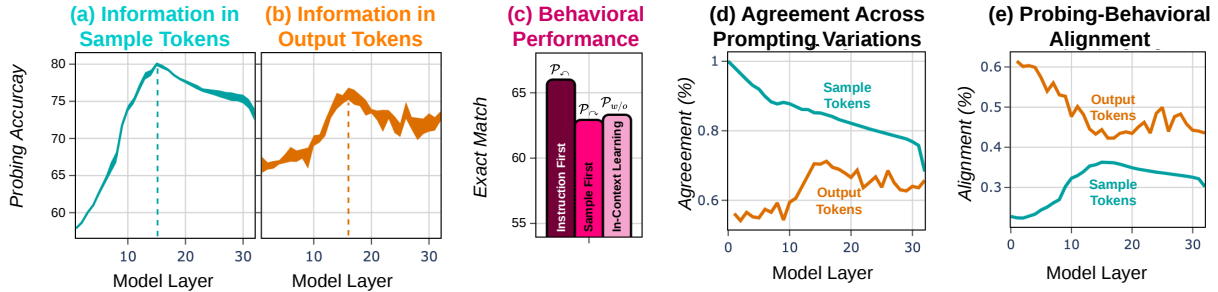 (a) Information in
Sample Tokens
(b) Information in
Output Tokens
(c) Behavioral
Performance
(d) Agreement Across
Prompting Variations
(e) Probing-Behavioral
Alignment
Probing Accurcay
80
75
70
65
60
10
20
30
0
10
20
30
Model Layer
Model Layer
Exact Match
65
60
55
𝒫↶
𝒫↷
𝒫w/o
Instruction First
Sample First
In-Context Learning
Agreeement (%)
1
0.8
0.6
Sample
Tokens
Output
Tokens
0
10
20
30
Model Layer
Alignment (%)
0.6
0.5
0.4
0.3
Output
Tokens
Sample
Tokens
0
10
20
30
Model Layer